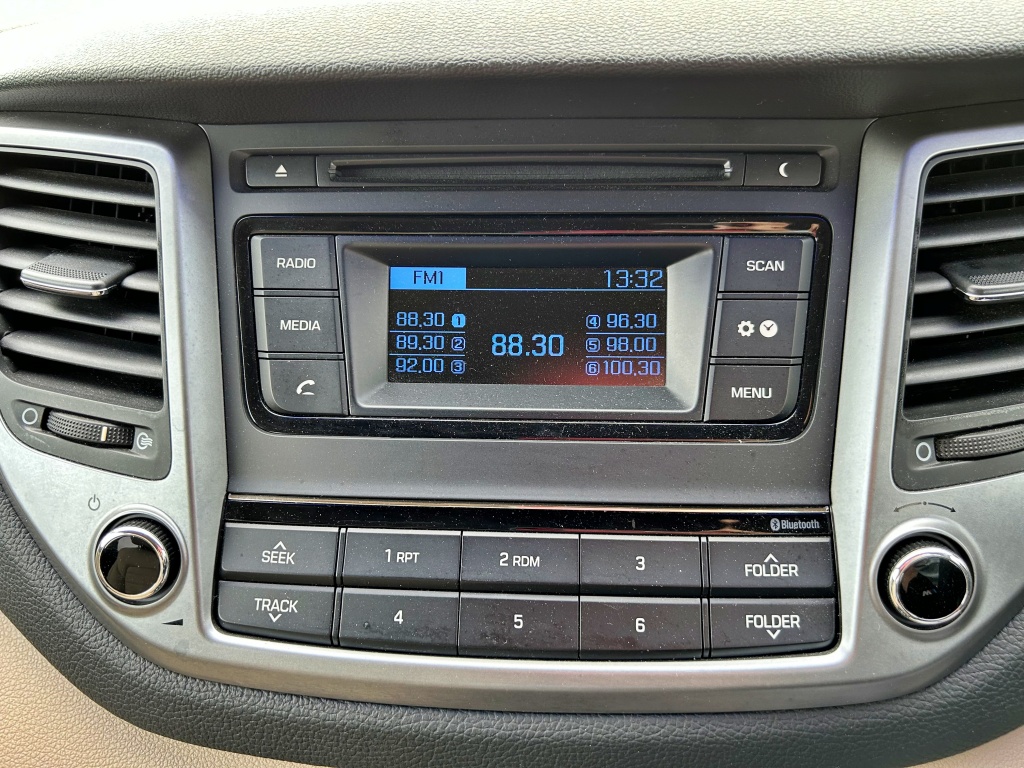 RADIO
MEDIA
FM1 13:32
88.30 1
89.30 2
92.00 3
88.30
4 96.30
5 98.00
6 100.30
SCAN
MENU
Bluetooth
SEEK
1 RPT
2 RDM
3
FOLDER
TRACK
4
5
6
FOLDER